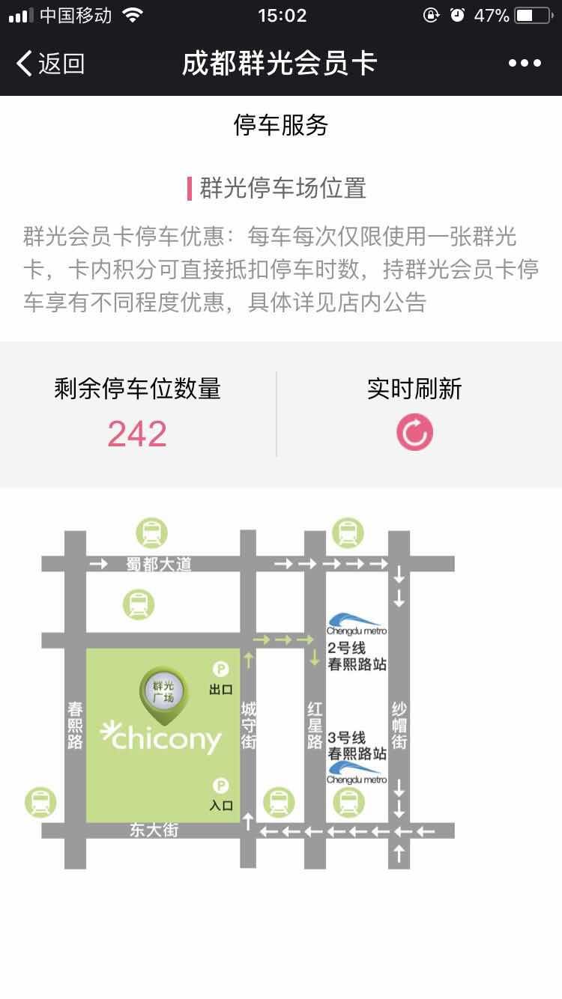 中国移动 15:02 47%
返回 成都群光会员卡
停车服务
群光停车场位置
群光会员卡停车优惠：每车每次仅限使用一张群光
卡，卡内积分可直接抵扣停车时数，持群光会员卡停
车享有不同程度优惠，具体详见店内公告
剩余停车位数量
242
实时刷新
蜀都大道
Chengdu metro
2号线
春熙路站
P
出口
群光
广场
chicony
春熙路
城守街
红星路
纱帽街
3号线
春熙路站
Chengdu metro
P
入口
东大街